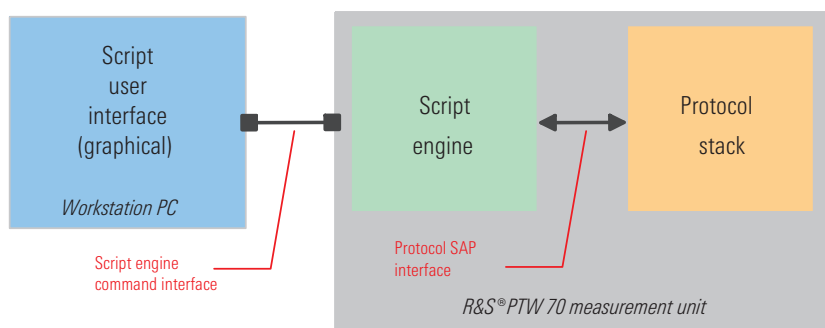 Script
user
interface
(graphical)
Workstation PC
Script
engine
Protocol
stack
Script engine
command interface
Protocol SAP
interface
R&S®PTW 70 measurement unit